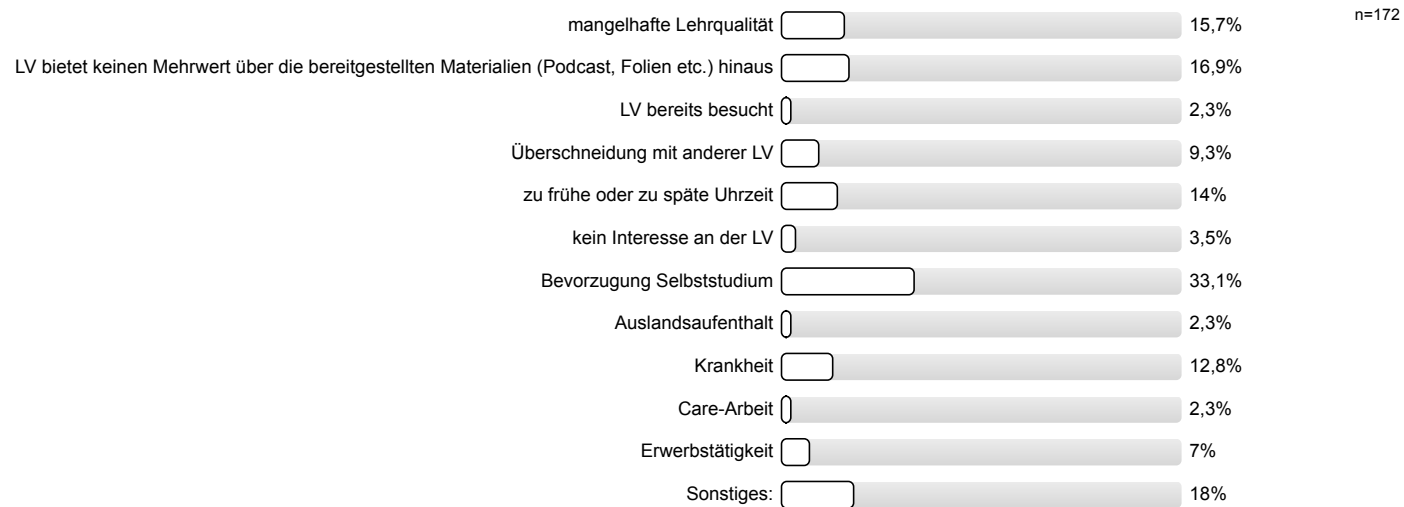 n=172
mangelhafte Lehrqualität 15,7%
LV bietet keinen Mehrwert über die bereitgestellten Materialien (Podcast, Folien etc.) hinaus 16,9%
LV bereits besucht 2,3%
Überschneidung mit anderer LV 9,3%
zu frühe oder zu späte Uhrzeit 14%
kein Interesse an der LV 3,5%
Bevorzugung Selbststudium 33,1%
Auslandsaufenthalt 2,3%
Krankheit 12,8%
Care-Arbeit 2,3%
Erwerbstätigkeit 7%
Sonstiges: 18%